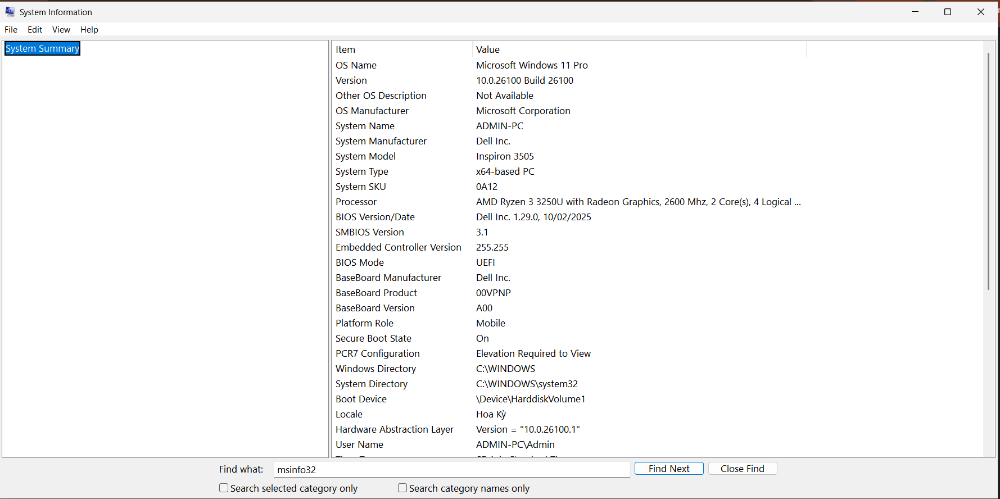 System Information
File Edit View Help
System Summary
Item Value
OS Name Microsoft Windows 11 Pro
Version 10.0.26100 Build 26100
Other OS Description Not Available
OS Manufacturer Microsoft Corporation
System Name ADMIN-PC
System Manufacturer Dell Inc.
System Model Inspiron 3505
System Type x64-based PC
System SKU 0A12
Processor AMD Ryzen 3 3250U with Radeon Graphics, 2600 Mhz, 2 Core(s), 4 Logical ...
BIOS Version/Date Dell Inc. 1.29.0, 10/02/2025
SMBIOS Version 3.1
Embedded Controller Version 255.255
BIOS Mode UEFI
BaseBoard Manufacturer Dell Inc.
BaseBoard Product 00VPNP
BaseBoard Version A00
Platform Role Mobile
Secure Boot State On
PCR7 Configuration Elevation Required to View
Windows Directory C:\WINDOWS
System Directory C:\WINDOWS\system32
Boot Device \Device\HarddiskVolume1
Locale Hoa Kỳ
Hardware Abstraction Layer Version = "10.0.26100.1"
User Name ADMIN-PC\Admin
Find what: msinfo32 Find Next Close Find
Search selected category only Search category names only